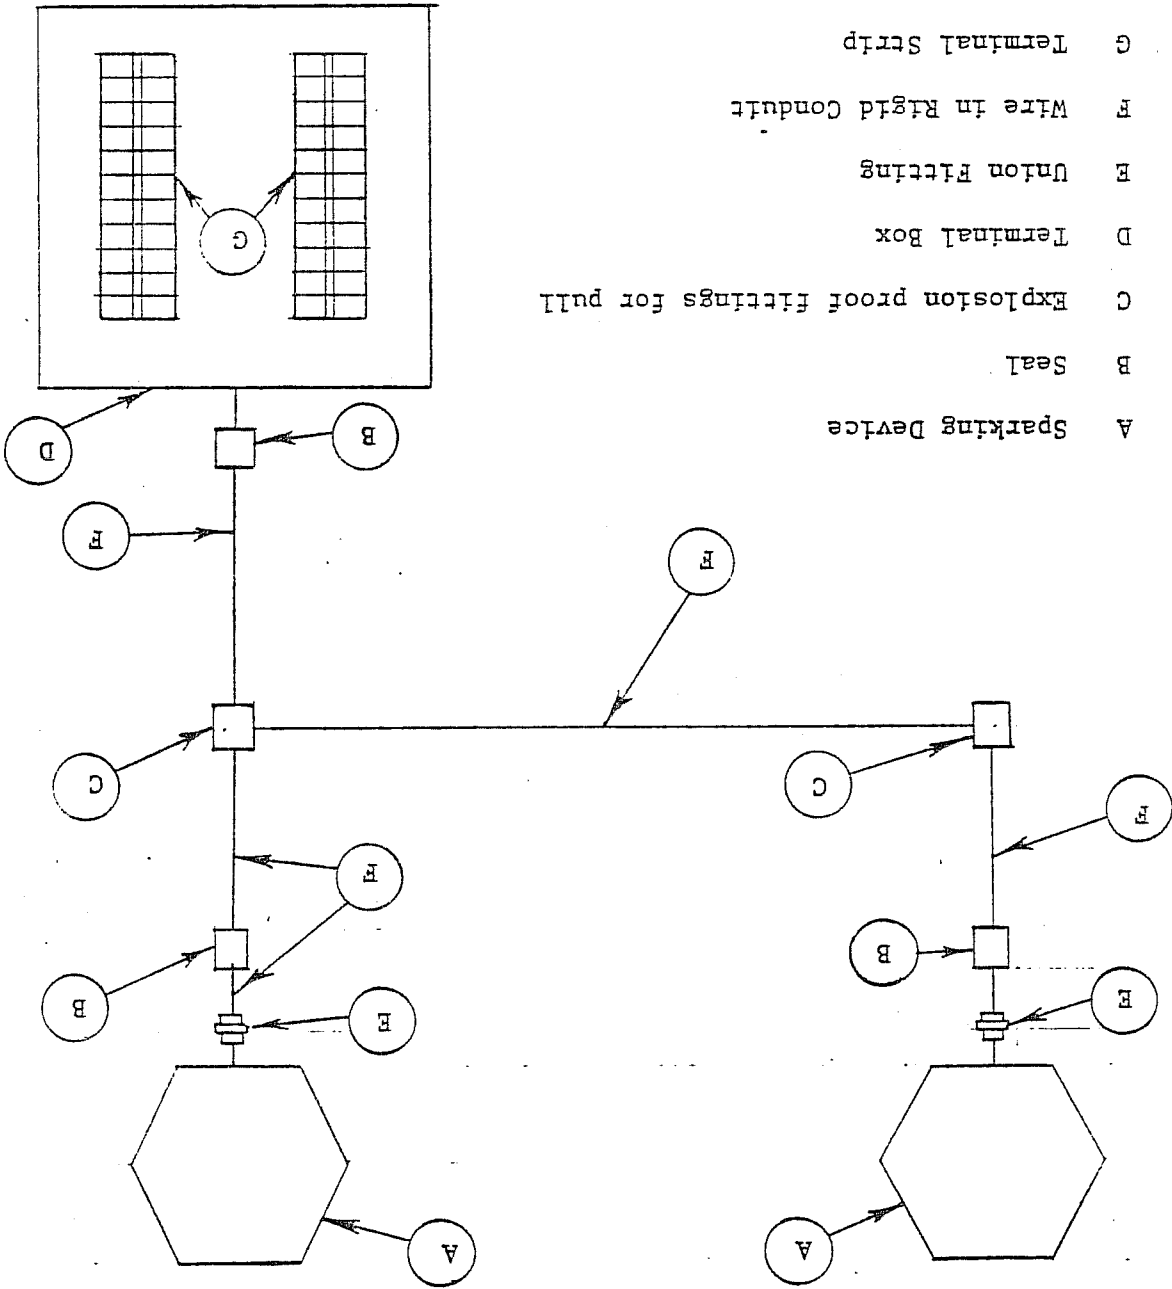 A
A
E
E
B
B
F
F
C
C
F
F
B
D
G
A Sparking Device
B Seal
C Explosion proof fittings for pull
D Terminal Box
E Union Fitting
F Wire in Rigid Conduit
G Terminal Strip